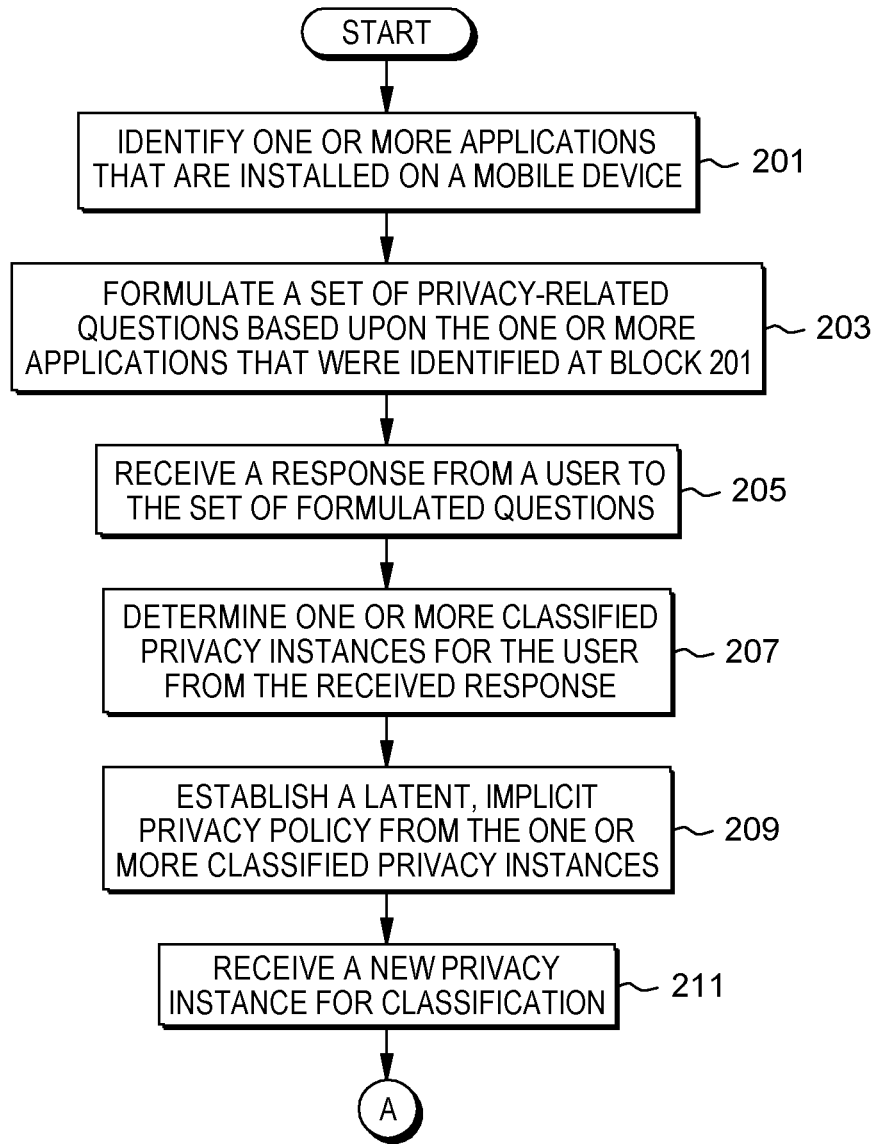 START
IDENTIFY ONE OR MORE APPLICATIONS
THAT ARE INSTALLED ON A MOBILE DEVICE
201
FORMULATE A SET OF PRIVACY-RELATED
QUESTIONS BASED UPON THE ONE OR MORE
APPLICATIONS THAT WERE IDENTIFIED AT BLOCK 201
203
RECEIVE A RESPONSE FROM A USER TO
THE SET OF FORMULATED QUESTIONS
205
DETERMINE ONE OR MORE CLASSIFIED
PRIVACY INSTANCES FOR THE USER
FROM THE RECEIVED RESPONSE
207
ESTABLISH A LATENT, IMPLICIT
PRIVACY POLICY FROM THE ONE OR
MORE CLASSIFIED PRIVACY INSTANCES
209
RECEIVE A NEW PRIVACY
INSTANCE FOR CLASSIFICATION
211
A